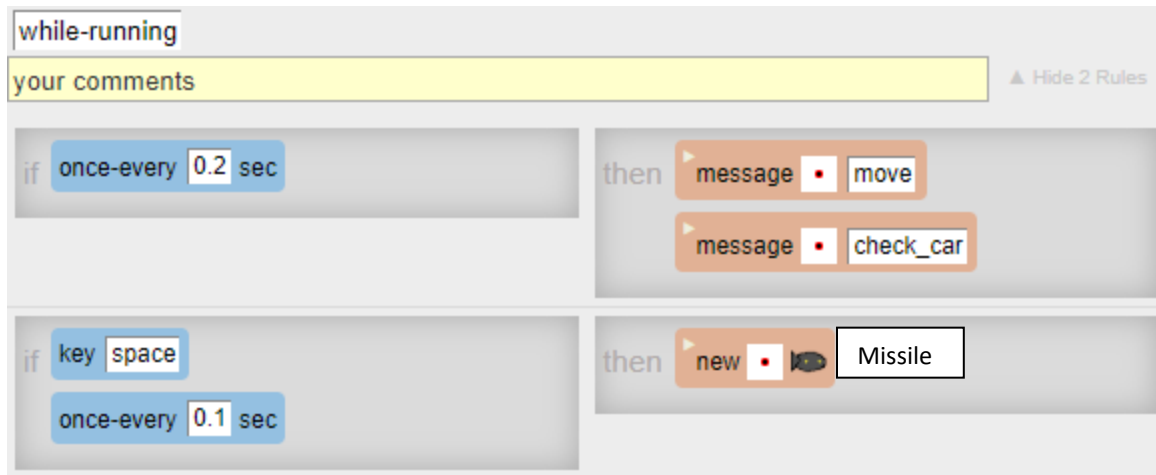 while-running
your comments
▲ Hide 2 Rules
if once-every 0.2 sec then message move
message check_car
if key space then new Missile
once-every 0.1 sec